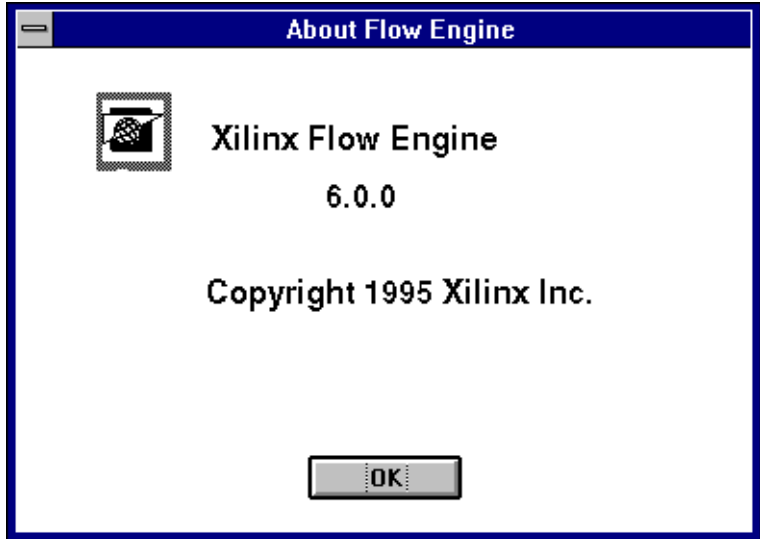 About Flow Engine
Xilinx Flow Engine
6.0.0
Copyright 1995 Xilinx Inc.
OK